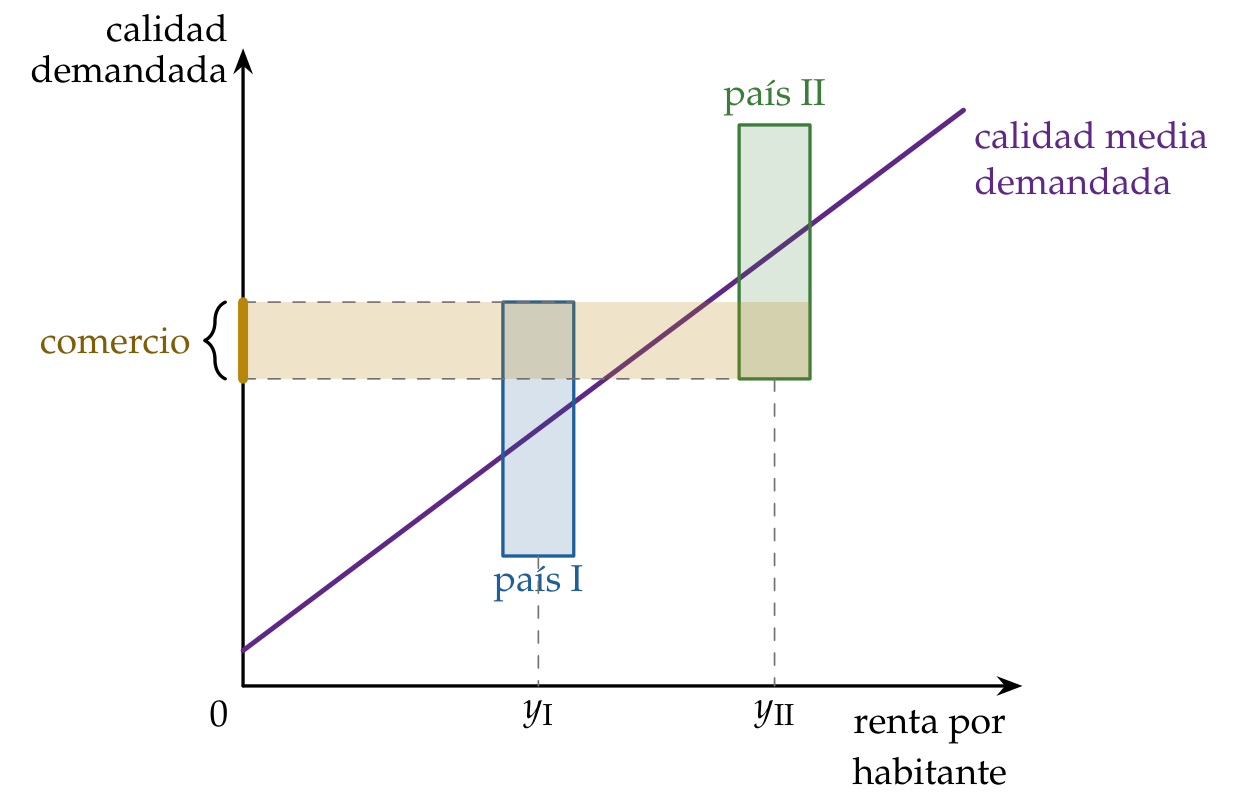 calidad
demandada
país II
calidad media
demandada
comercio
país I
0
yI
yII
renta por
habitante